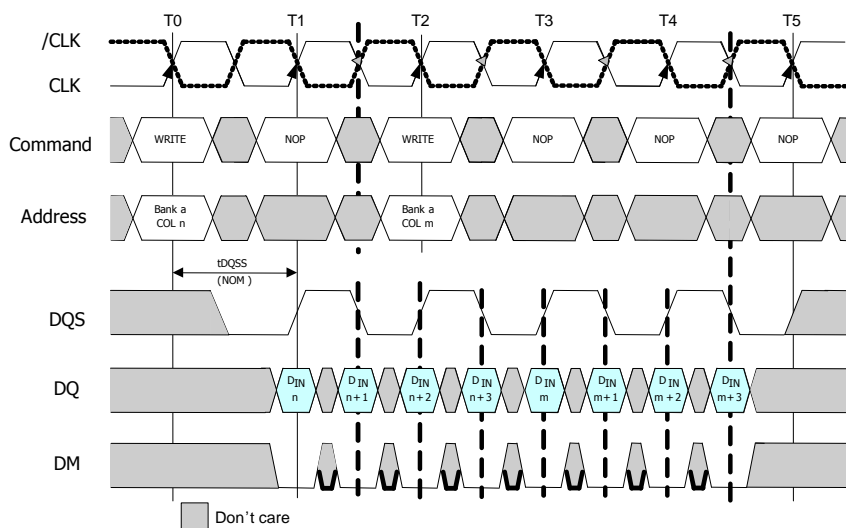 T0 T1 T2 T3 T4 T5
/CLK
CLK
Command WRITE NOP WRITE NOP NOP NOP
Address Bank a COL n Bank a COL m
tDQSS
(NOM )
DQS
DQ DIN n DIN n+1 DIN n+2 DIN n+3 DIN m DIN m+1 DIN m+2 DIN m+3
DM
Don't care